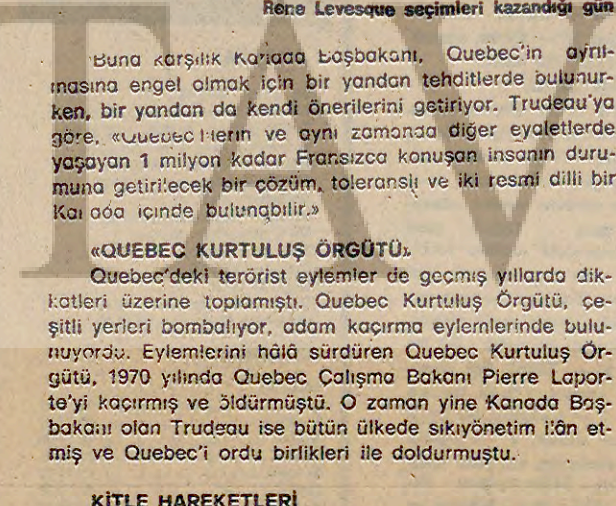 Rene Levesque seçimleri kazandığı gün
Buna karşılık Kanada Başbakanı, Quebec'in ayrıl-
masına engel olmak için bir yandan tehditlerde bulunur-
ken, bir yandan da kendi önerilerini getiriyor. Trudeau'ya
göre, «Quebec'lilerin ve aynı zamanda diğer eyaletlerde
yaşayan 1 milyon kadar Fransızca konuşan insanın duru-
muna getirilecek bir çözüm, toleranslı ve iki resmi dilli bir
Kanada içinde bulunabilir.»
«QUEBEC KURTULUŞ ÖRGÜTÜ»
Quebec'deki terörist eylemler de geçmiş yıllarda dik-
katleri üzerine toplamıştı. Quebec Kurtuluş Örgütü, çe-
şitli yerleri bombalıyor, adam kaçırma eylemlerinde bulu-
nuyordu. Eylemlerini hâlâ sürdüren Quebec Kurtuluş Ör-
gütü, 1970 yılında Quebec Çalışma Bakanı Pierre Lapor-
te'yi kaçırmış ve öldürmüştü. O zaman yine Kanada Baş-
bakanı olan Trudeau ise bütün ülkede sıkıyönetim ilân et-
miş ve Quebec'i ordu birlikleri ile doldurmuştu.
KİTLE HAREKETLERİ
TAV